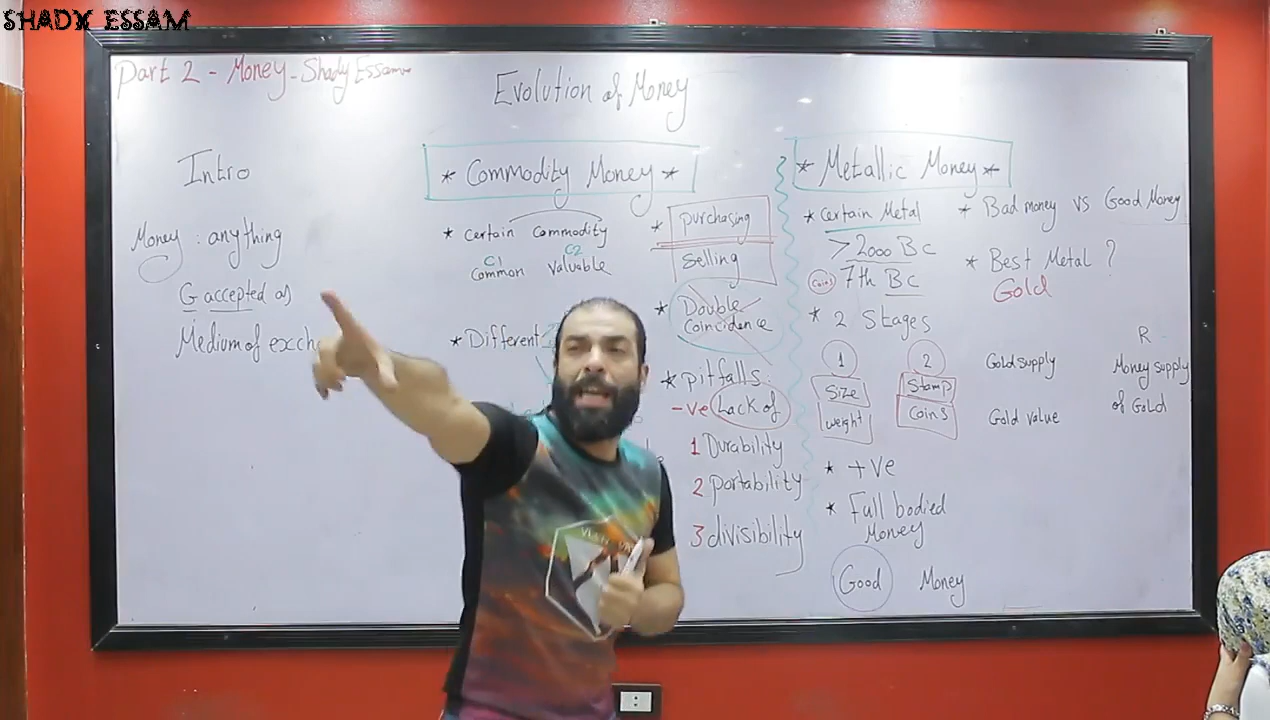 SHADY ESSAM
Part 2 - Money - Shady Essam
Evolution of Money
Intro
Money : anything
G accepted as
Medium of exch
* Commodity Money *
* Certain Commodity
C1 C2
Common Valuable
* Different
* purchasing
Selling
* Double
Coincidence
* pitfalls
-ve Lack of
1 Durability
2 portability
3 divisibility
* Metallic Money *
* Certain Metal
> 2000 BC
Coins 7th BC
* 2 Stages
1 2
Size Stamp
weight Coins
* +ve
* Full bodied
Money
Good Money
* Bad money vs Good Money
* Best Metal ?
Gold
R
Gold supply Money supply
Gold value of Gold